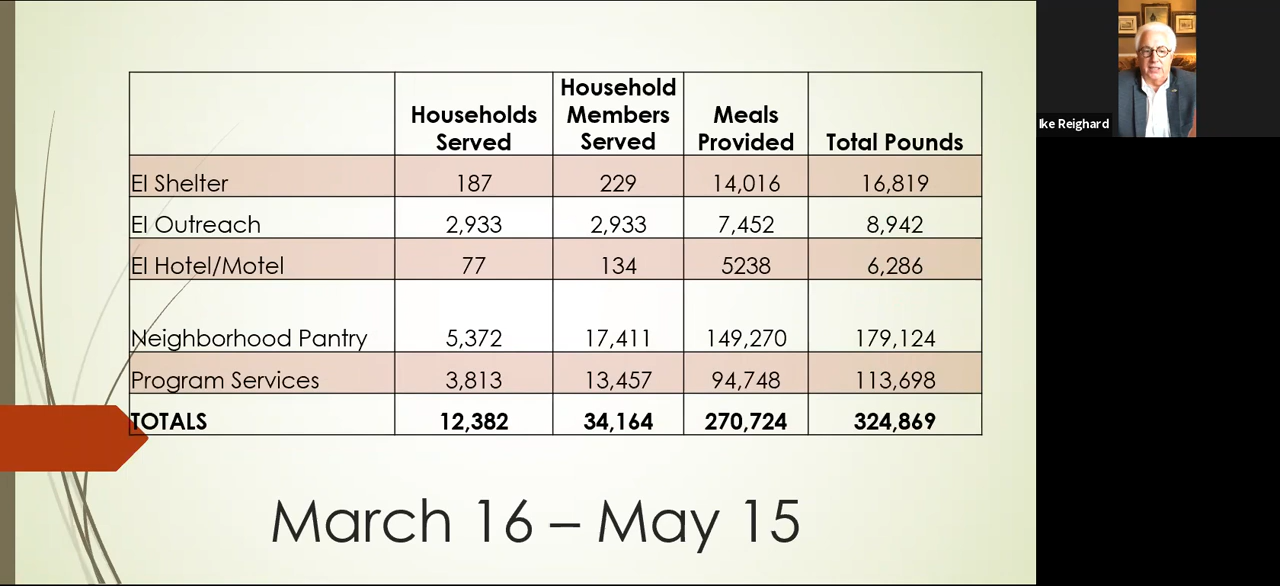 Households Served
Household Members Served
Meals Provided
Total Pounds
EI Shelter 187 229 14,016 16,819
EI Outreach 2,933 2,933 7,452 8,942
EI Hotel/Motel 77 134 5238 6,286
Neighborhood Pantry 5,372 17,411 149,270 179,124
Program Services 3,813 13,457 94,748 113,698
TOTALS 12,382 34,164 270,724 324,869
March 16 – May 15
Ike Reighard